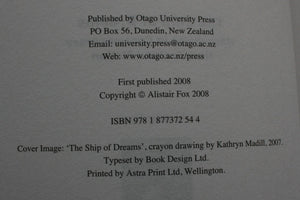 Published by Otago University Press
PO Box 56, Dunedin, New Zealand
Email: university.press@otago.ac.nz
Web: www.otago.ac.nz/press
First published 2008
Copyright © Alistair Fox 2008
ISBN 978 1 877372 54 4
Cover Image: ‘The Ship of Dreams’, crayon drawing by Kathryn Madill, 2007.
Typeset by Book Design Ltd.
Printed by Astra Print Ltd, Wellington.